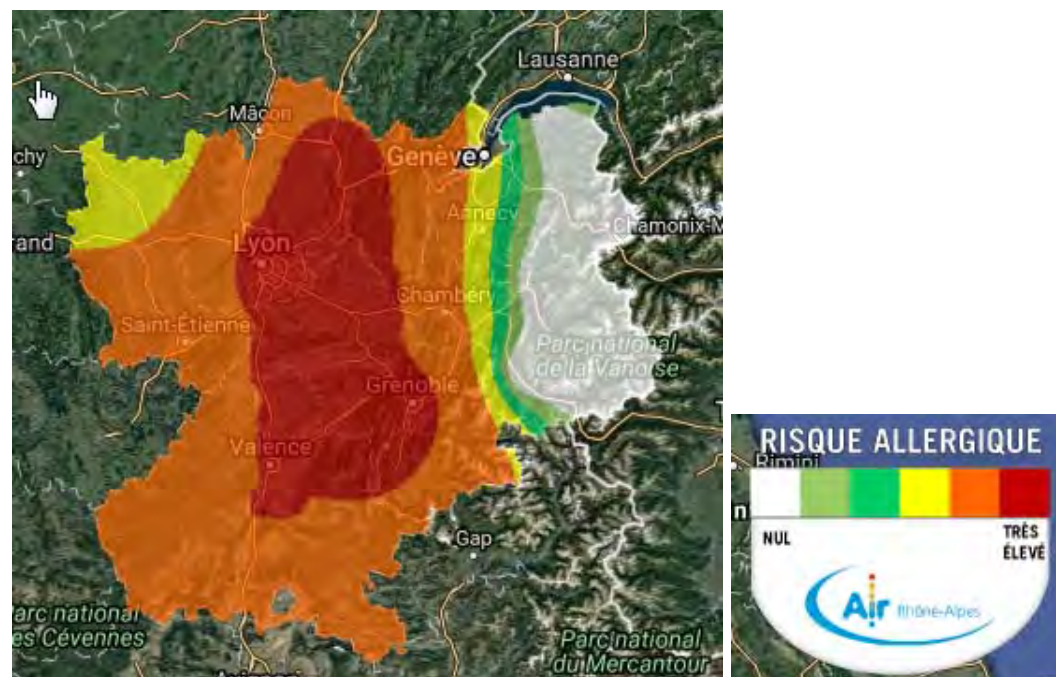 Lausanne
Mâcon
chy
Genève
Annecy
Chamonix-M
rand
Lyon
Chambéry
Saint-Étienne
Parc national
de la Vanoise
Grenoble
Valence
Gap
arc national
es Cévennes
Parc national
du Mercantour
RISQUE ALLERGIQUE
Rimini
n
NUL
TRÈS
ÉLEVÉ
Air Rhône-Alpes